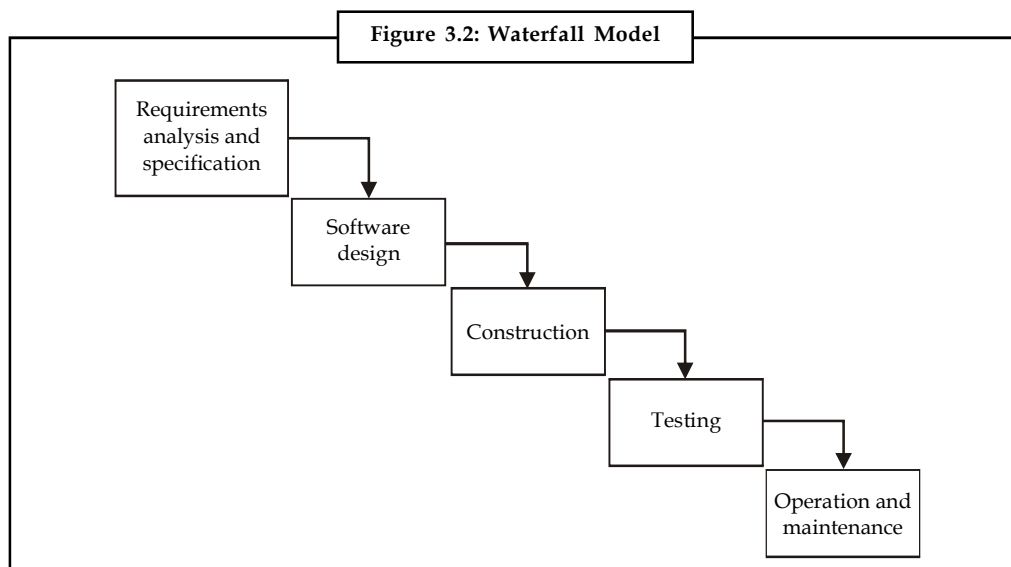 Figure 3.2: Waterfall Model
Requirements
analysis and
specification
Software
design
Construction
Testing
Operation and
maintenance